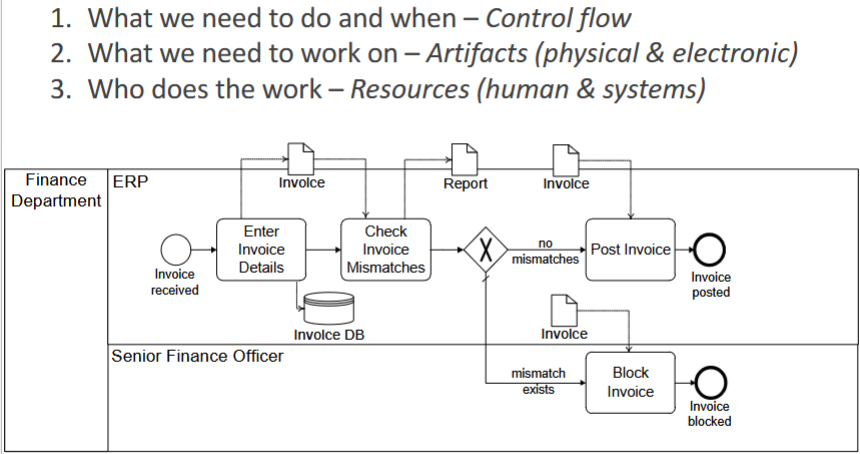 1. What we need to do and when – Control flow
2. What we need to work on – Artifacts (physical & electronic)
3. Who does the work – Resources (human & systems)
Finance
Department
ERP
Invoice
Report
Invoice
Enter
Invoice
Details
Check
Invoice
Mismatches
X
no
mismatches
Post Invoice
Invoice
received
Invoice
posted
Invoice DB
Invoice
Senior Finance Officer
mismatch
exists
Block
Invoice
Invoice
blocked